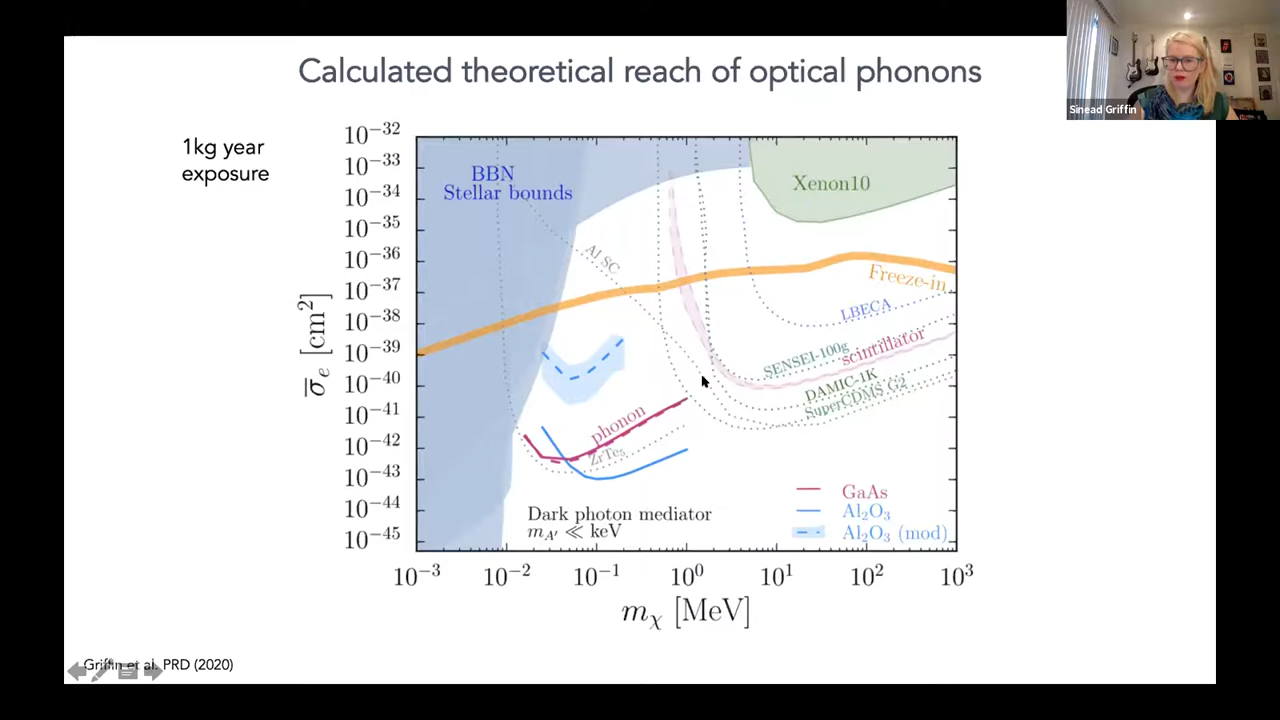 Calculated theoretical reach of optical phonons
Sinead Griffin
1kg year
exposure
10⁻³²
10⁻³³
10⁻³⁴
10⁻³⁵
10⁻³⁶
10⁻³⁷
10⁻³⁸
10⁻³⁹
10⁻⁴⁰
10⁻⁴¹
10⁻⁴²
10⁻⁴³
10⁻⁴⁴
10⁻⁴⁵
σ̅ₑ [cm²]
BBN
Stellar bounds
Xenon10
Al SC
Freeze-in
LBECA
SENSEI-100g
scintillator
DAMIC-1K
SuperCDMS G2
phonon
ZrTe₅
GaAs
Al₂O₃
Al₂O₃ (mod)
Dark photon mediator
m_A′ ≪ keV
10⁻³
10⁻²
10⁻¹
10⁰
10¹
10²
10³
m_χ [MeV]
Griffin et al. PRD (2020)